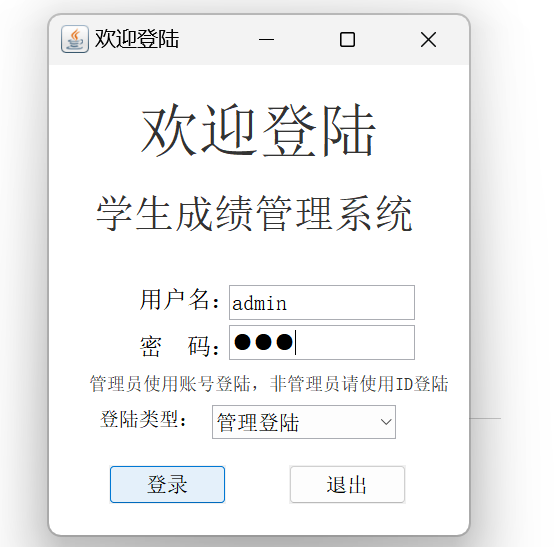 欢迎登陆
欢迎登陆
学生成绩管理系统
用户名：admin
密 码：●●●
管理员使用账号登陆，非管理员请使用ID登陆
登陆类型：管理登陆
登录 退出